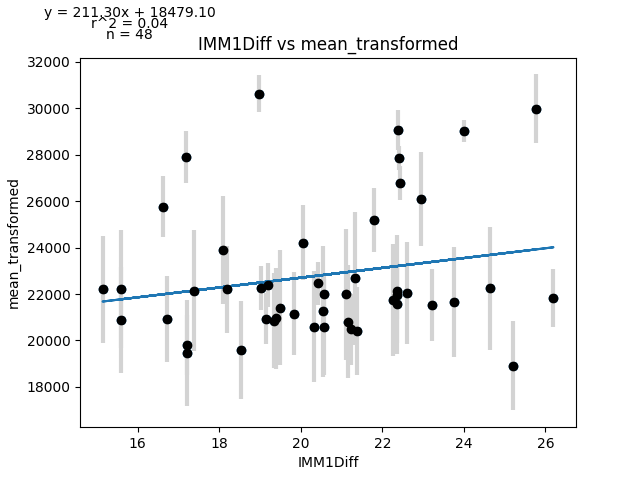 y = 211.30x + 18479.10
r^2 = 0.04
n = 48
IMM1Diff vs mean_transformed
32000
30000
28000
26000
24000
22000
20000
18000
mean_transformed
16
18
20
22
24
26
IMM1Diff